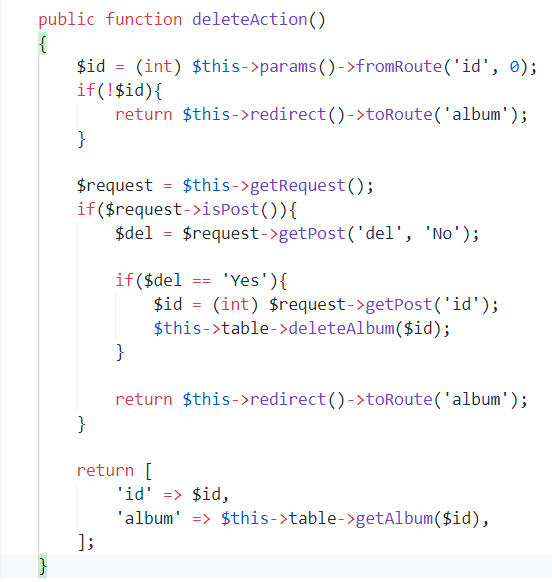 public function deleteAction()
{
    $id = (int) $this->params()->fromRoute('id', 0);
    if(!$id){
        return $this->redirect()->toRoute('album');
    }

    $request = $this->getRequest();
    if($request->isPost()){
        $del = $request->getPost('del', 'No');

        if($del == 'Yes'){
            $id = (int) $request->getPost('id');
            $this->table->deleteAlbum($id);
        }

        return $this->redirect()->toRoute('album');
    }

    return [
        'id' => $id,
        'album' => $this->table->getAlbum($id),
    ];
}